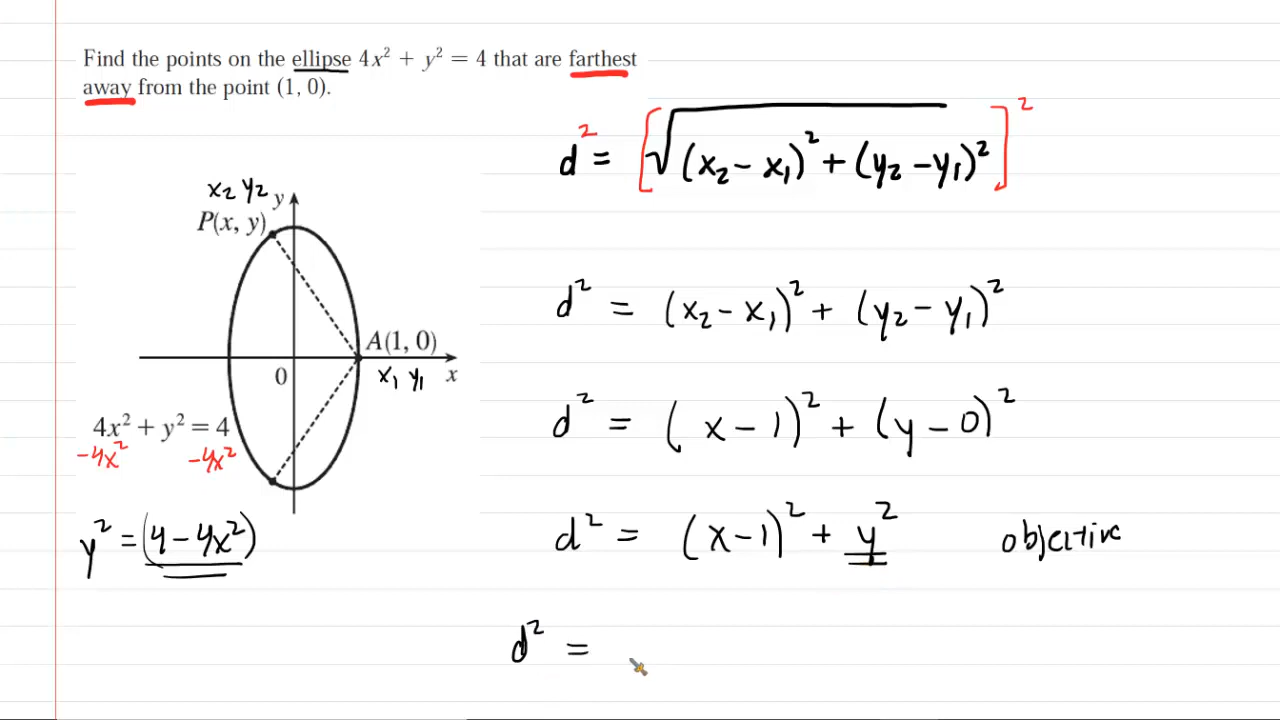 Find the points on the ellipse 4x² + y² = 4 that are farthest
away from the point (1, 0).
d² = [√(x₂ − x₁)² + (y₂ − y₁)²]²
x₂ y₂
y
P(x, y)
d² = (x₂ − x₁)² + (y₂ − y₁)²
A(1, 0)
0
x₁ y₁
x
4x² + y² = 4
−4x² −4x²
d² = (x − 1)² + (y − 0)²
y² = (4 − 4x²)
d² = (x − 1)² + y² objective
d² =